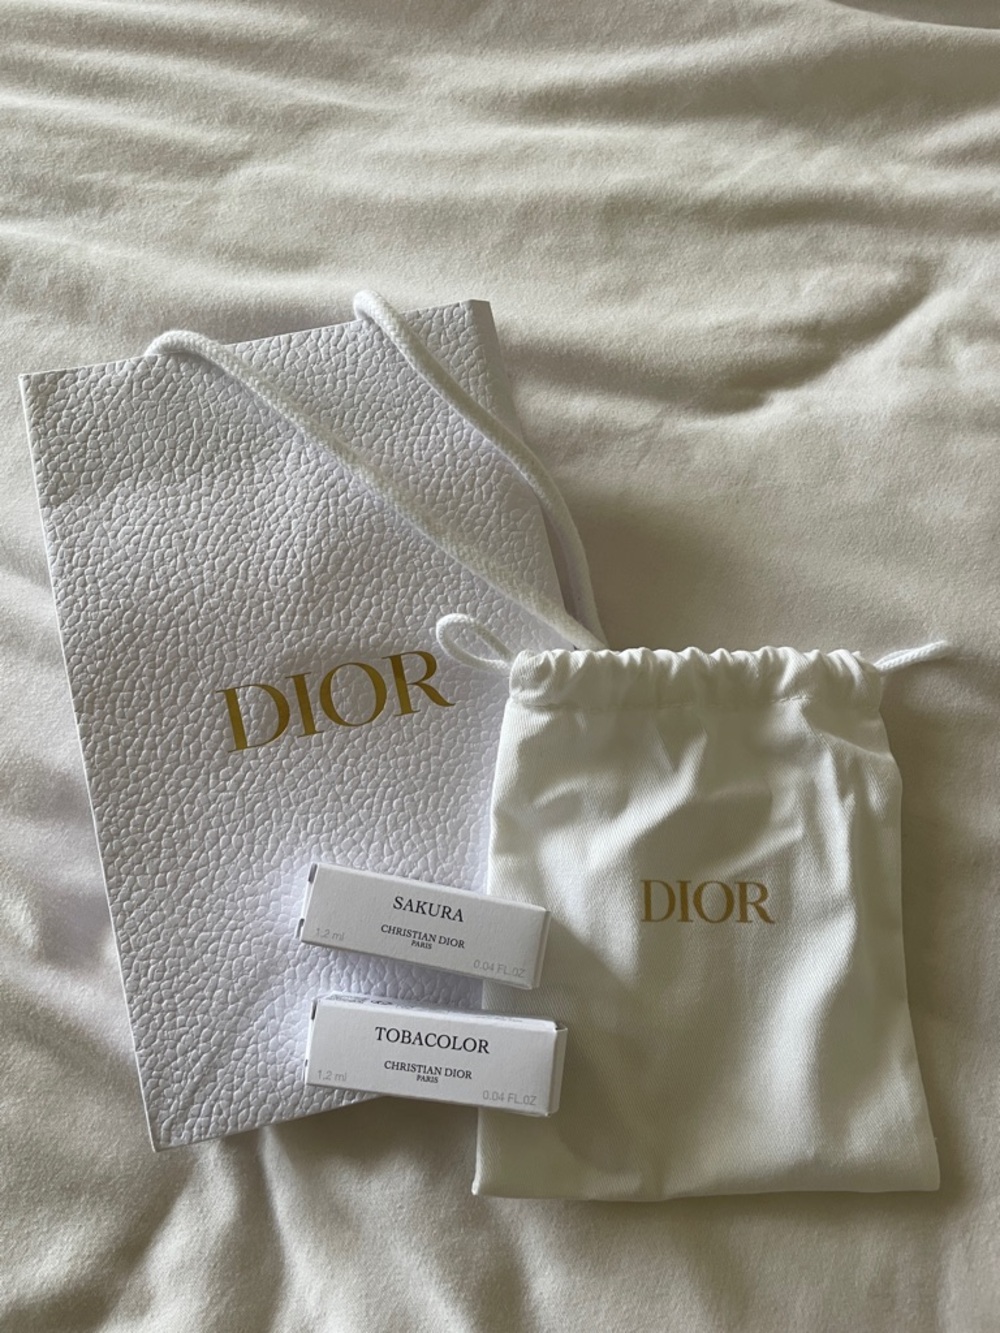 DIOR
DIOR
SAKURA
CHRISTIAN DIOR
PARIS
1.2 ml
0.04 FL.OZ
TOBACOLOR
CHRISTIAN DIOR
PARIS
1.2 ml
0.04 FL.OZ